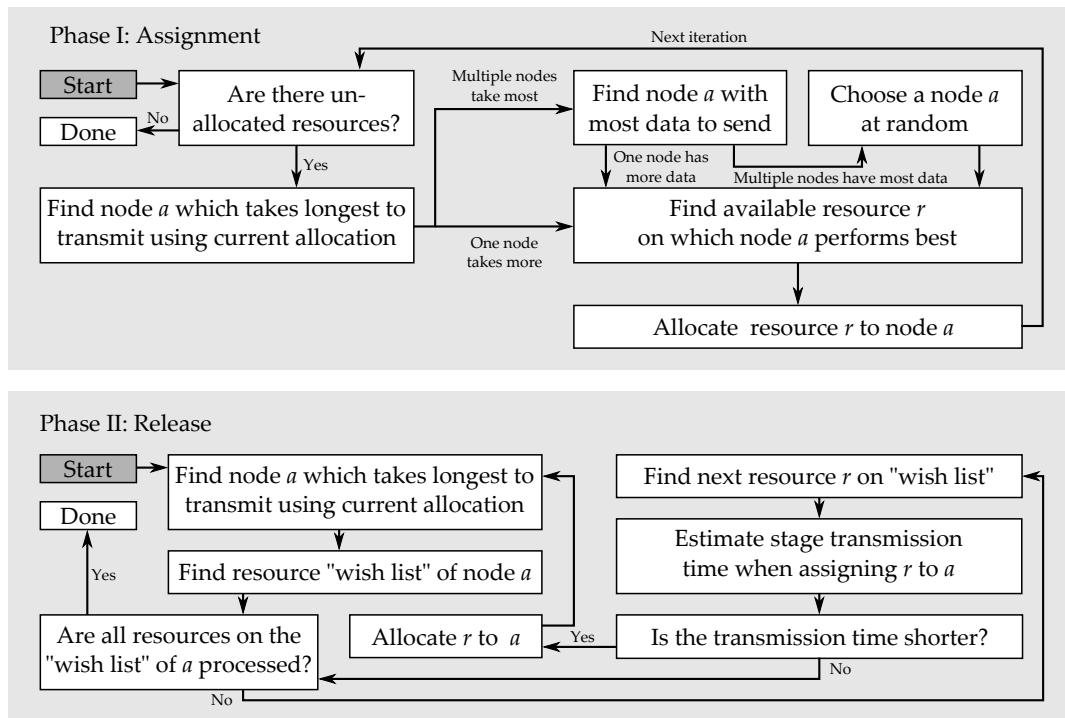 Phase I: Assignment
Next iteration
Start
Are there un-
allocated resources?
No
Done
Yes
Multiple nodes
take most
Find node a with
most data to send
Choose a node a
at random
One node has
more data
Multiple nodes have most data
Find node a which takes longest to
transmit using current allocation
One node
takes more
Find available resource r
on which node a performs best
Allocate resource r to node a
Phase II: Release
Start
Find node a which takes longest to
transmit using current allocation
Done
Yes
Find resource "wish list" of node a
Are all resources on the
"wish list" of a processed?
No
Allocate r to a
Yes
Find next resource r on "wish list"
Estimate stage transmission
time when assigning r to a
Is the transmission time shorter?
No